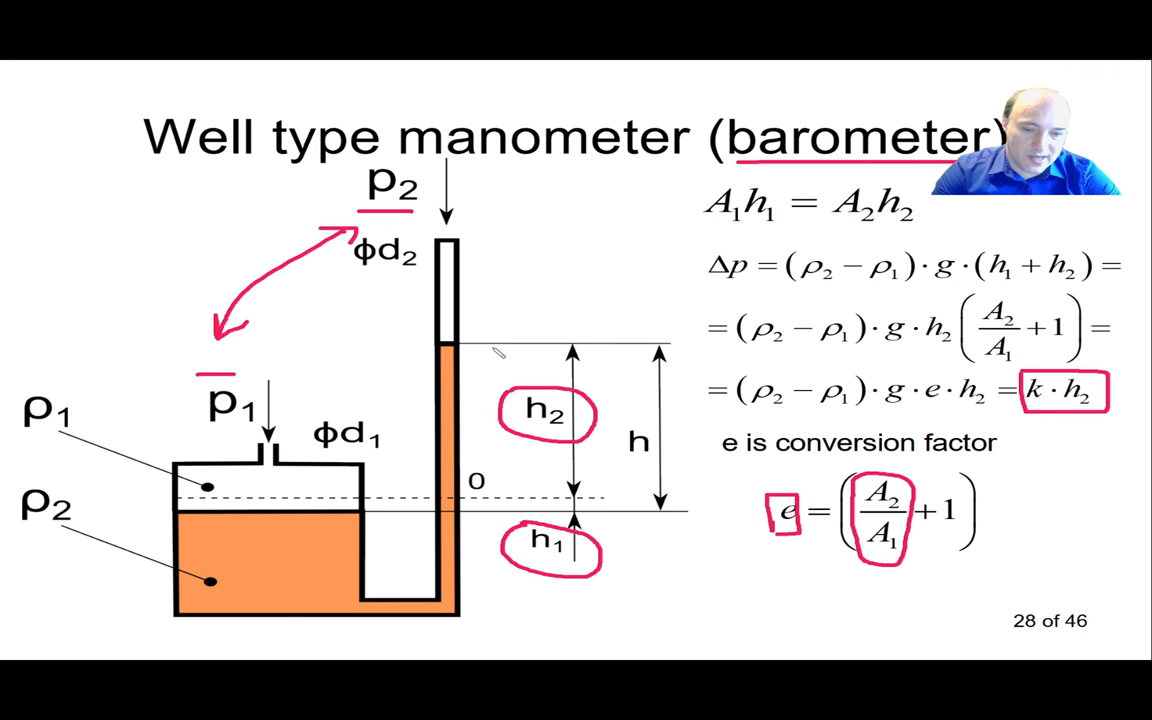 Well type manometer (barometer)
p₂
ϕd₂
p₁
ρ₁
ϕd₁
ρ₂
h₂
h
0
h₁
A₁h₁ = A₂h₂
Δp = (ρ₂ − ρ₁) · g · (h₁ + h₂) =
= (ρ₂ − ρ₁) · g · h₂ (A₂/A₁ + 1) =
= (ρ₂ − ρ₁) · g · e · h₂ = k · h₂
e is conversion factor
e = (A₂/A₁ + 1)
28 of 46